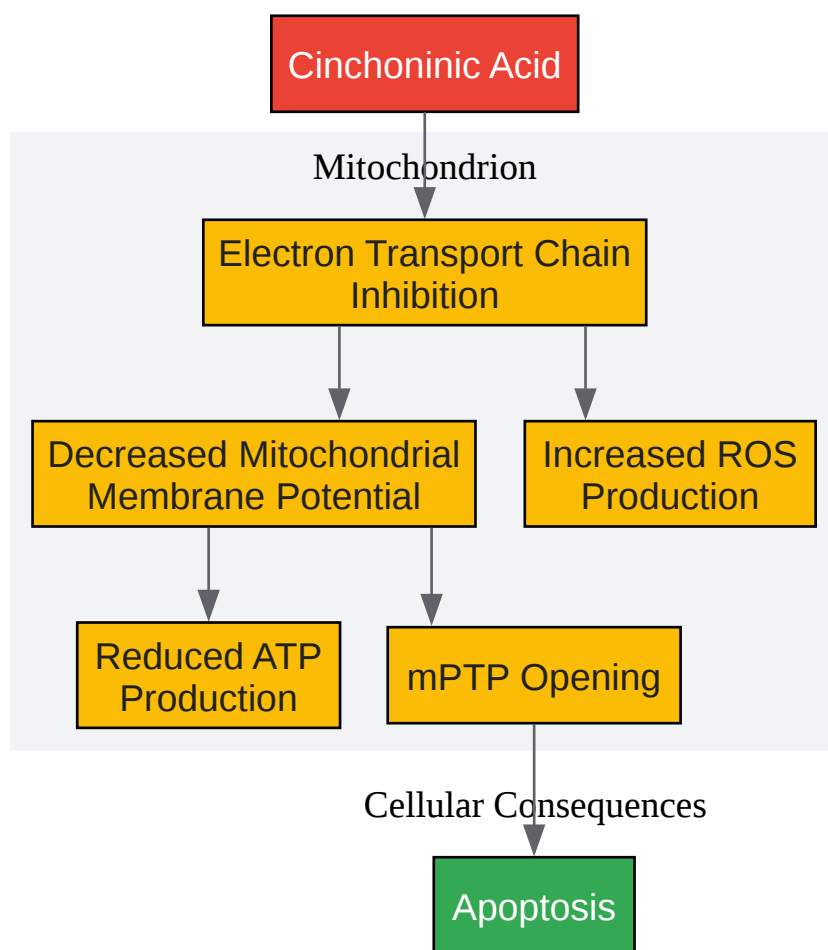 Cinchoninic Acid
Mitochondrion
Electron Transport Chain
Inhibition
Decreased Mitochondrial
Membrane Potential
Increased ROS
Production
Reduced ATP
Production
mPTP Opening
Cellular Consequences
Apoptosis